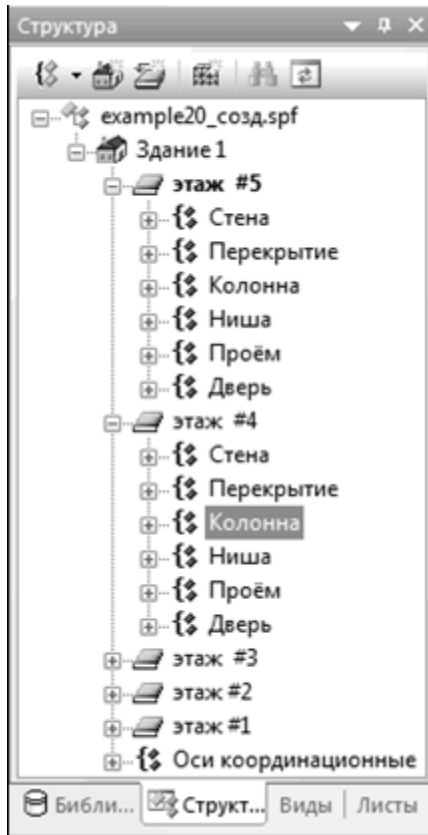 Структура
example20_созд.spf
Здание 1
этаж #5
Стена
Перекрытие
Колонна
Ниша
Проём
Дверь
этаж #4
Стена
Перекрытие
Колонна
Ниша
Проём
Дверь
этаж #3
этаж #2
этаж #1
Оси координационные
Библи... Структ... Виды Листы